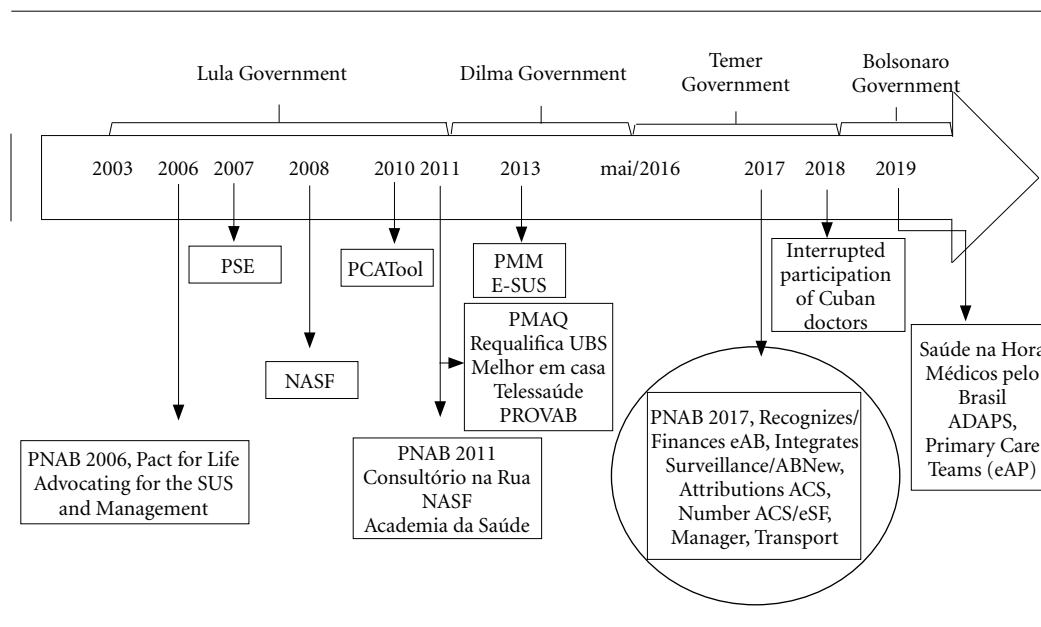 Lula Government
Dilma Government
Temer
Government
Bolsonaro
Government
2003
2006
2007
2008
2010
2011
2013
mai/2016
2017
2018
2019
PSE
PCATool
PMM
E-SUS
Interrupted
participation
of Cuban
doctors
NASF
PMAQ
Requalifica UBS
Melhor em casa
Telessaúde
PROVAB
Saúde na Hora
Médicos pelo
Brasil
ADAPS,
Primary Care
Teams (eAP)
PNAB 2006, Pact for Life
Advocating for the SUS
and Management
PNAB 2011
Consultório na Rua
NASF
Academia da Saúde
PNAB 2017, Recognizes/
Finances eAB, Integrates
Surveillance/ABNew,
Attributions ACS,
Number ACS/eSF,
Manager, Transport